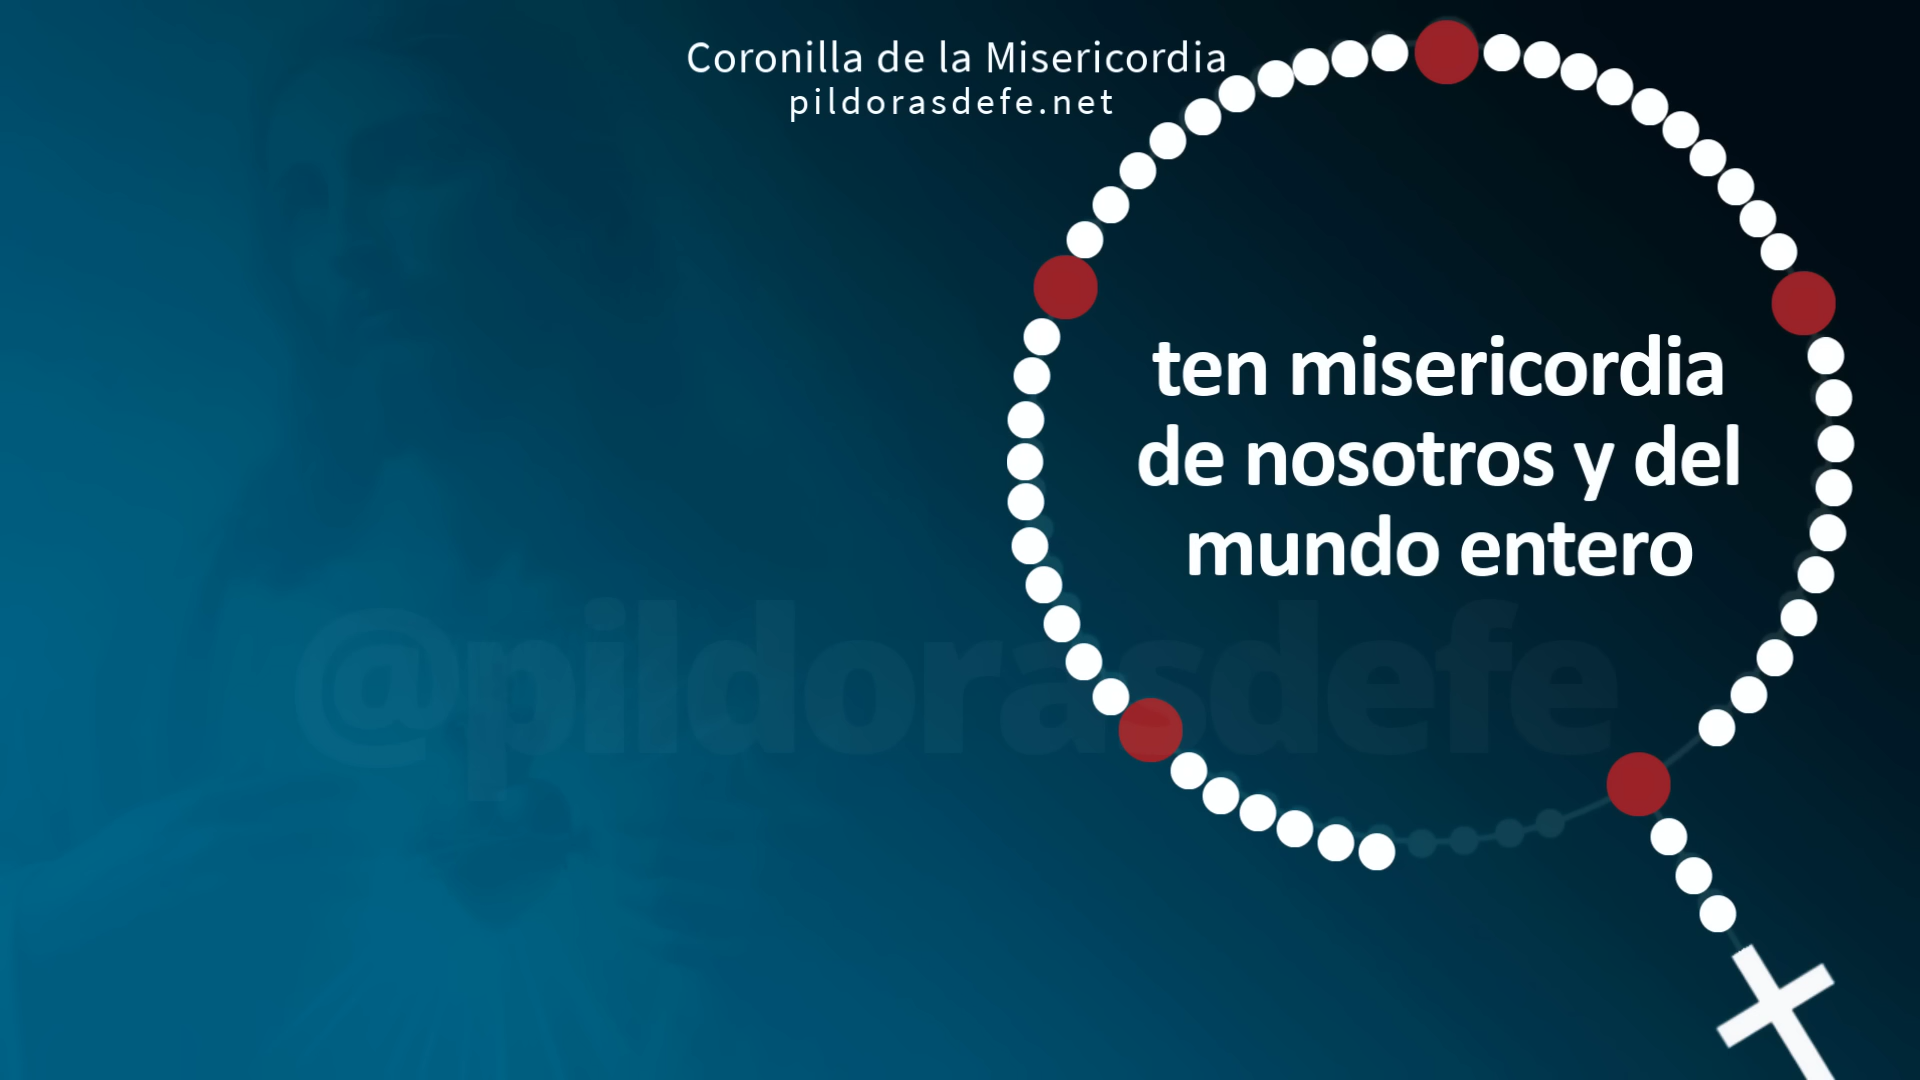 Coronilla de la Misericordia
pildorasdefe.net
ten misericordia
de nosotros y del
mundo entero
@pildorasdefe